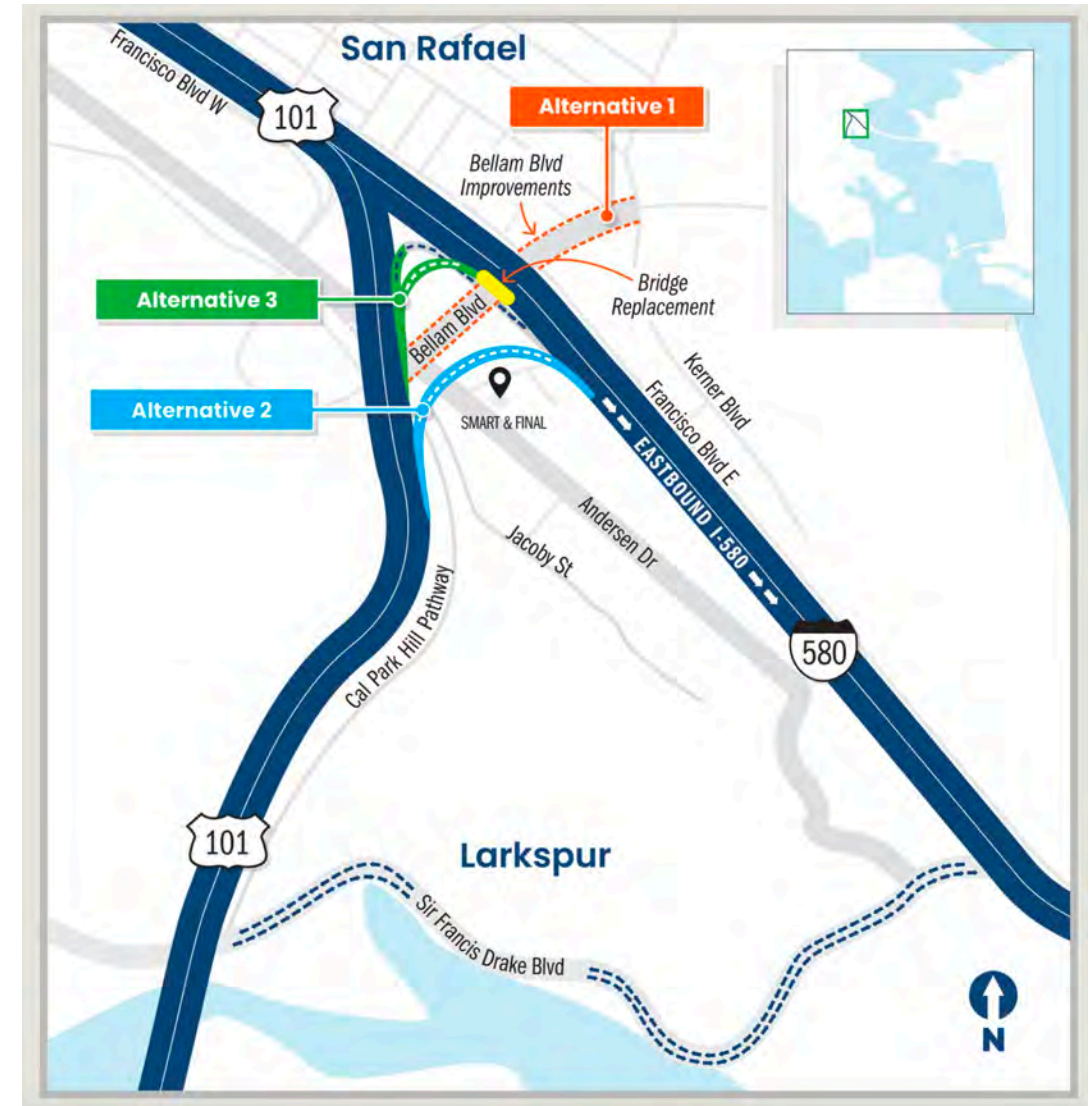 San Rafael
Francisco Blvd W
101
Alternative 1
Bellam Blvd
Improvements
Bridge
Replacement
Alternative 3
Bellam Blvd
Alternative 2
SMART & FINAL
Kerner Blvd
Francisco Blvd E
EASTBOUND I-580
Andersen Dr
Jacoby St
Cal Park Hill Pathway
580
101
Larkspur
Sir Francis Drake Blvd
N